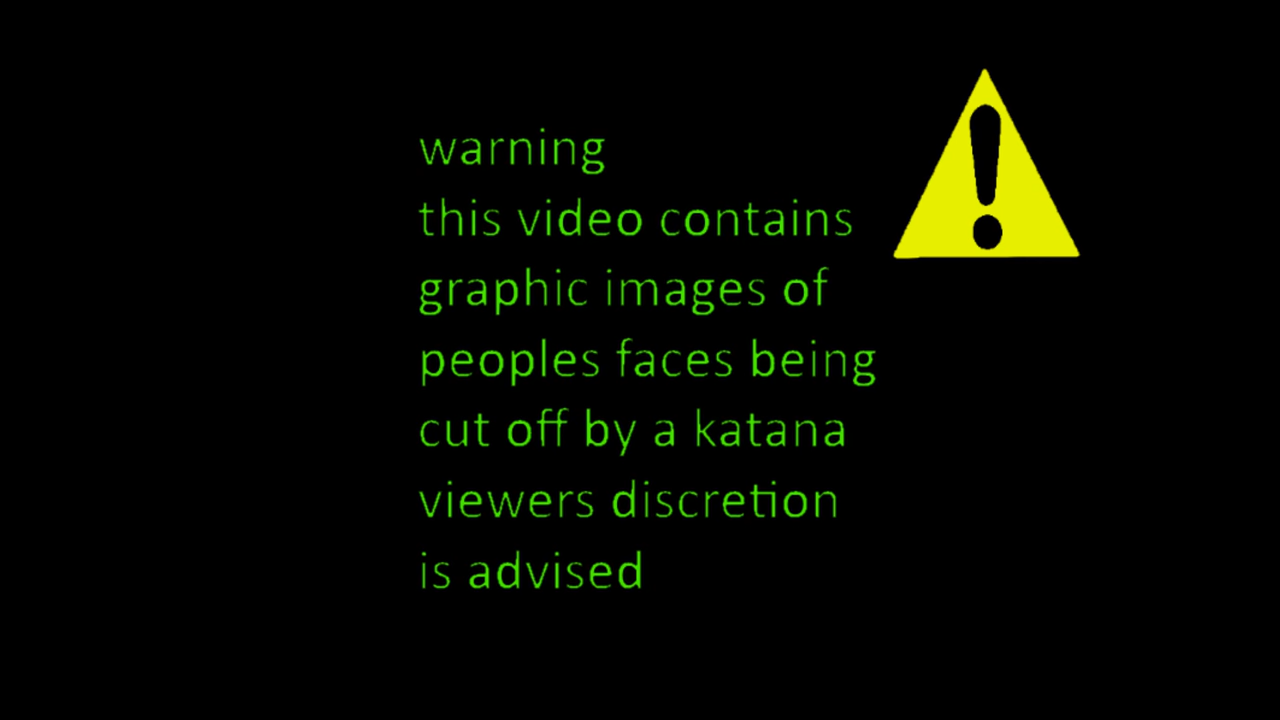 warning
this video contains
graphic images of
peoples faces being
cut off by a katana
viewers discretion
is advised